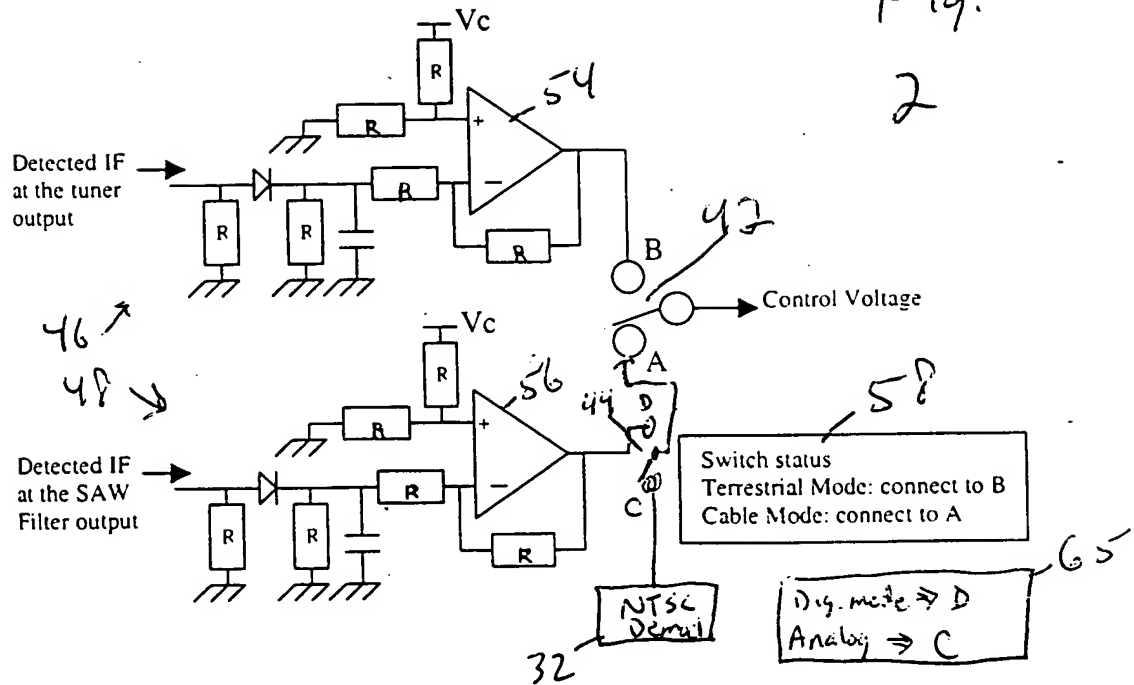 Fig.
2
Vc
R
R
54
+
-
Detected IF
at the tuner
output
R
R
R
R
B
42
Control Voltage
A
46
48
Vc
R
R
56
+
-
Detected IF
at the SAW
Filter output
R
R
R
R
44
D
C
58
Switch status
Terrestrial Mode: connect to B
Cable Mode: connect to A
65
Dig. mode ⇒ D
Analog ⇒ C
NTSC
Demod
32